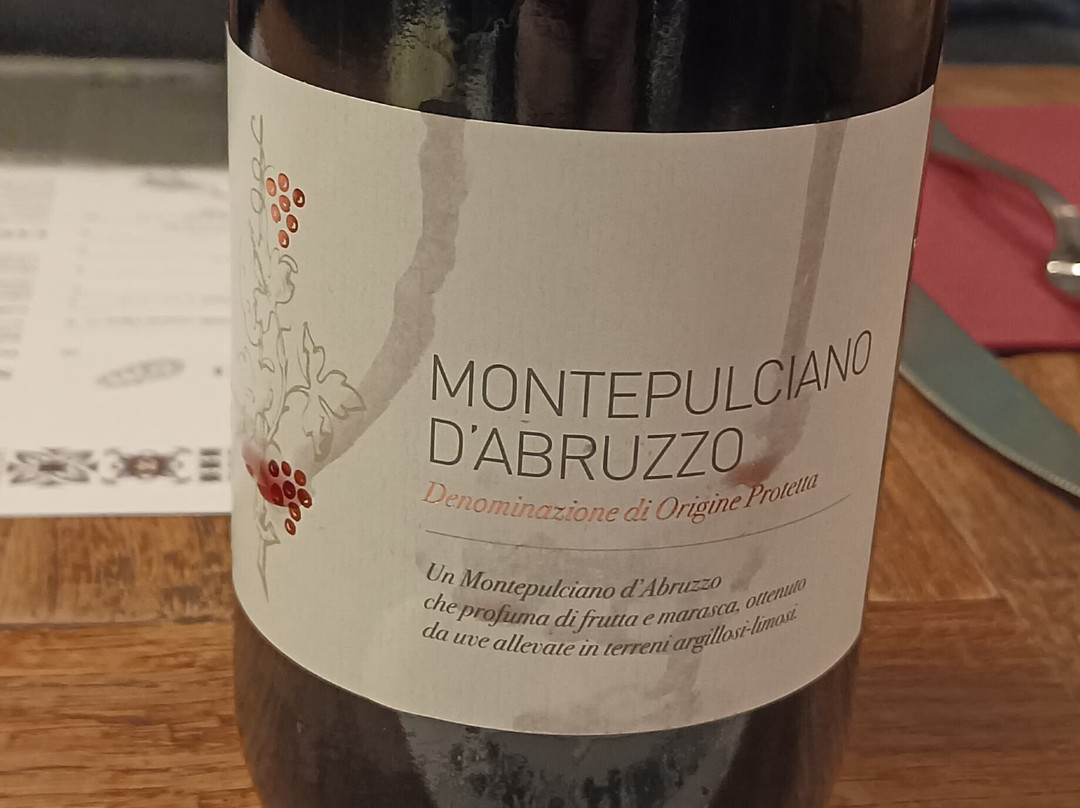 MONTEPULCIANO
D'ABRUZZO
Denominazione di Origine Protetta
Un Montepulciano d'Abruzzo
che profuma di frutta e marasca, ottenuto
da uve allevate in terreni argillosi-limosi.